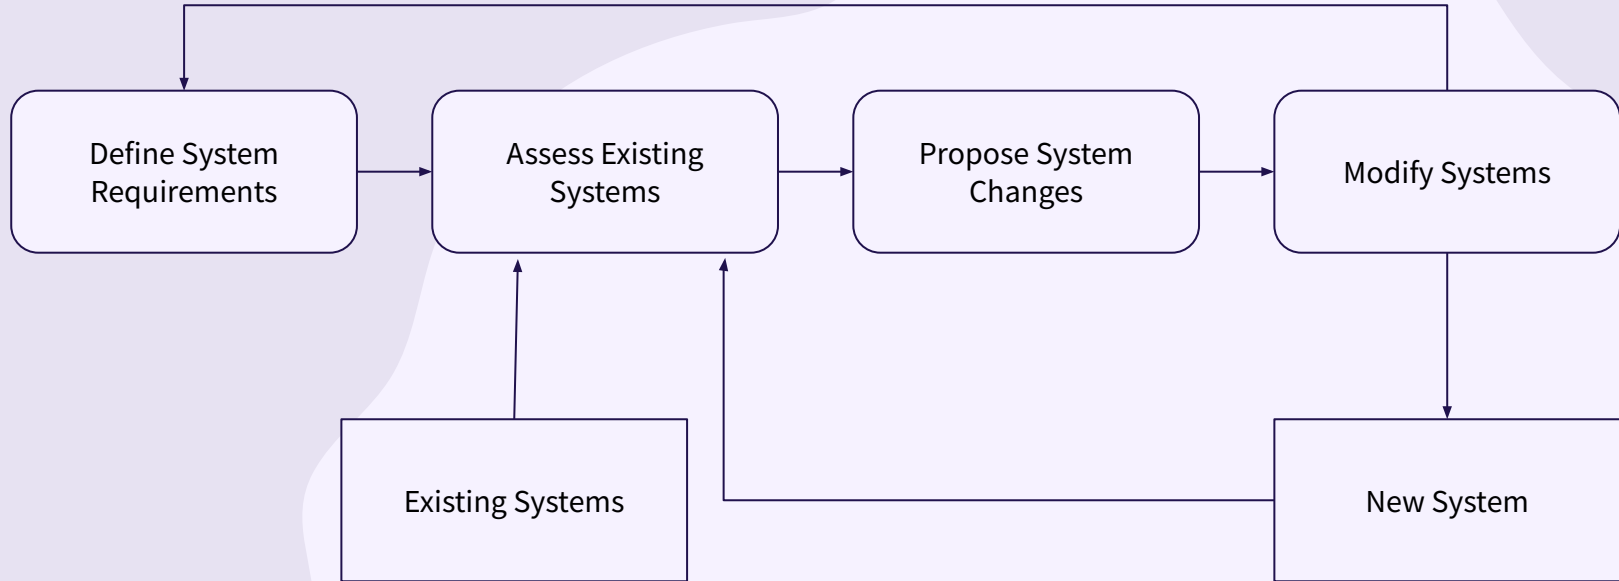 Define System
Requirements
Assess Existing
Systems
Propose System
Changes
Modify Systems
Existing Systems
New System